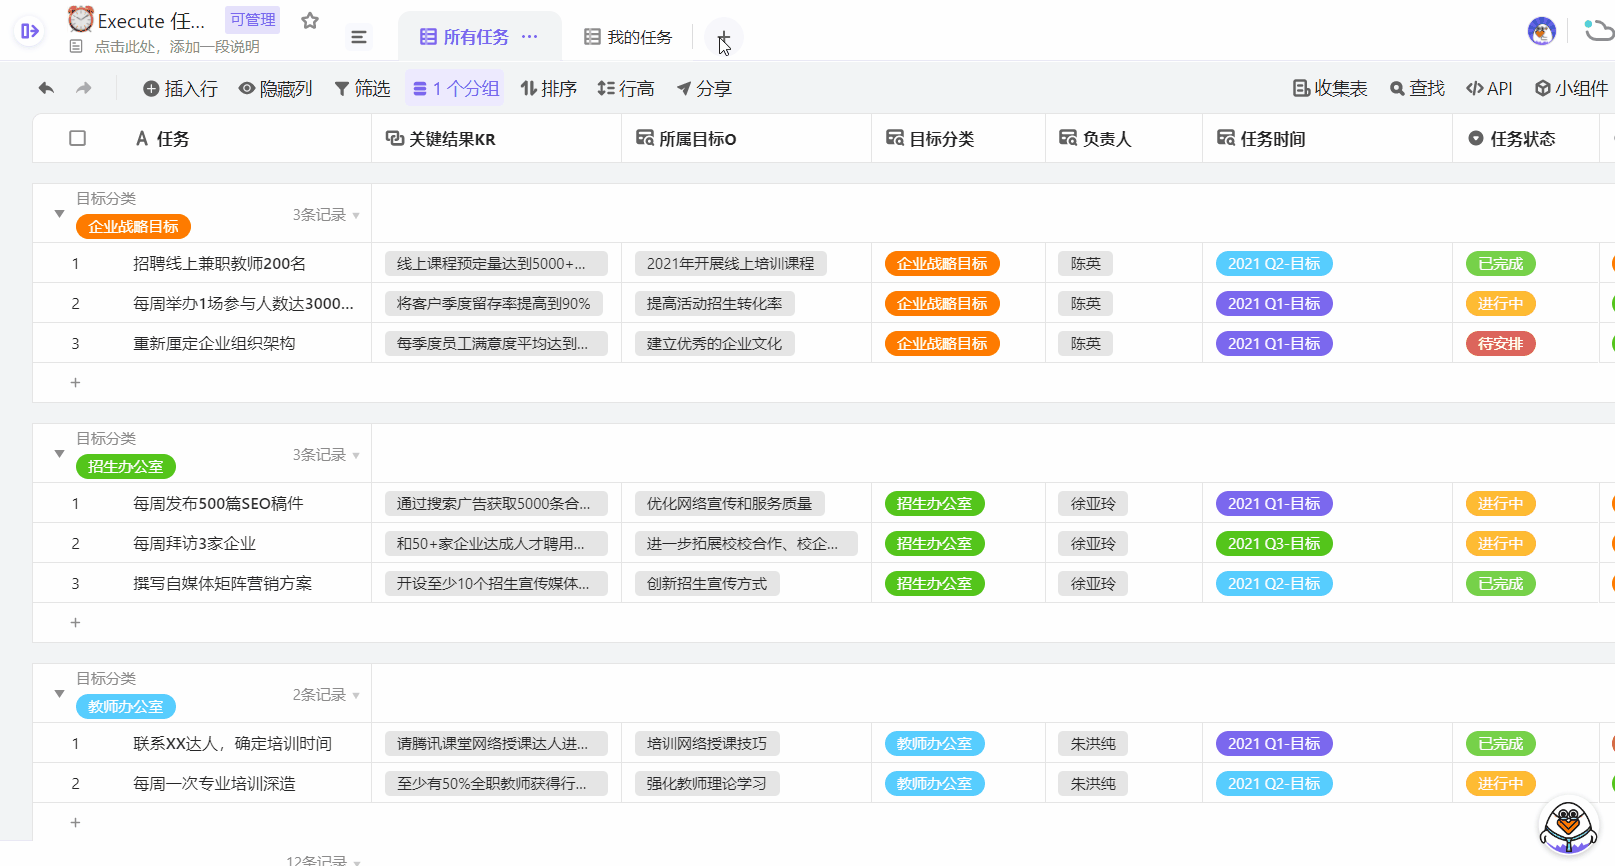 Execute 任... 可管理
点击此处，添加一段说明
所有任务 ··· 我的任务
插入行 隐藏列 筛选 1 个分组 排序 行高 分享 收集表 查找 API 小组件
任务 关键结果KR 所属目标O 目标分类 负责人 任务时间 任务状态
目标分类
企业战略目标 3条记录
1 招聘线上兼职教师200名 线上课程预定量达到5000+... 2021年开展线上培训课程 企业战略目标 陈英 2021 Q2-目标 已完成
2 每周举办1场参与人数达3000... 将客户季度留存率提高到90% 提高活动招生转化率 企业战略目标 陈英 2021 Q1-目标 进行中
3 重新厘定企业组织架构 每季度员工满意度平均达到... 建立优秀的企业文化 企业战略目标 陈英 2021 Q1-目标 待安排
+
目标分类
招生办公室 3条记录
1 每周发布500篇SEO稿件 通过搜索广告获取5000条合... 优化网络宣传和服务质量 招生办公室 徐亚玲 2021 Q1-目标 进行中
2 每周拜访3家企业 和50+家企业达成人才聘用... 进一步拓展校校合作、校企... 招生办公室 徐亚玲 2021 Q3-目标 进行中
3 撰写自媒体矩阵营销方案 开设至少10个招生宣传媒体... 创新招生宣传方式 招生办公室 徐亚玲 2021 Q2-目标 已完成
+
目标分类
教师办公室 2条记录
1 联系XX达人，确定培训时间 请腾讯课堂网络授课达人进... 培训网络授课技巧 教师办公室 朱洪纯 2021 Q1-目标 已完成
2 每周一次专业培训深造 至少有50%全职教师获得行... 强化教师理论学习 教师办公室 朱洪纯 2021 Q2-目标 进行中
+
12条记录